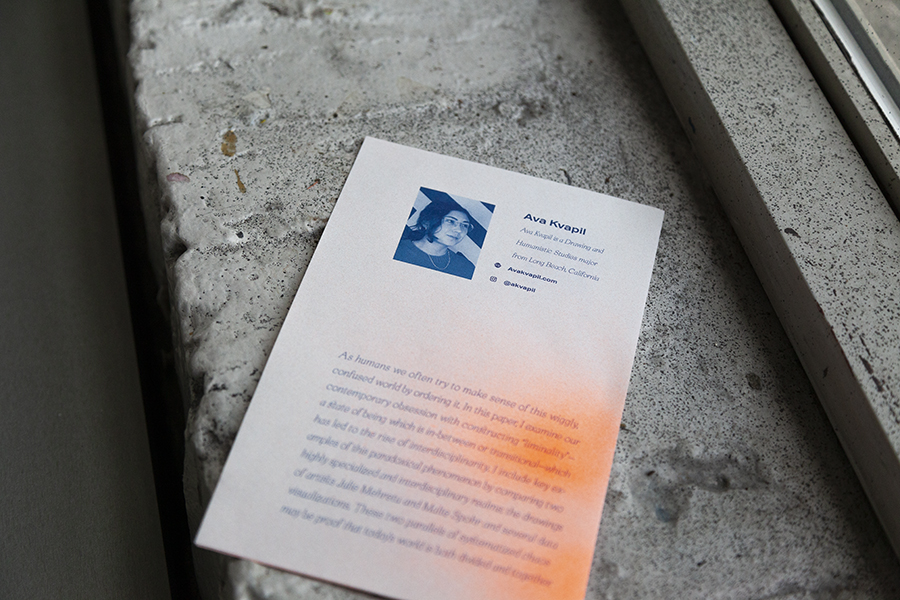 Ava Kvapil
Ava Kvapil is a Drawing and
Humanistic Studies major
from Long Beach, California
Avakvapil.com
@akvapil
As humans we often try to make sense of this wiggly,
confused world by ordering it. In this paper, I examine our
contemporary obsession with constructing "liminality"–
a state of being which is in-between or transitional–which
has led to the rise of interdisciplinarity. I include key ex-
amples of this paradoxical phenomanon by comparing two
highly specialized and interdisciplinary realms: the drawings
of artists Julie Mehretu and Malte Spohr and several data
visualizations. These two parallels of systematized chaos
may be proof that today's world is both divided and together